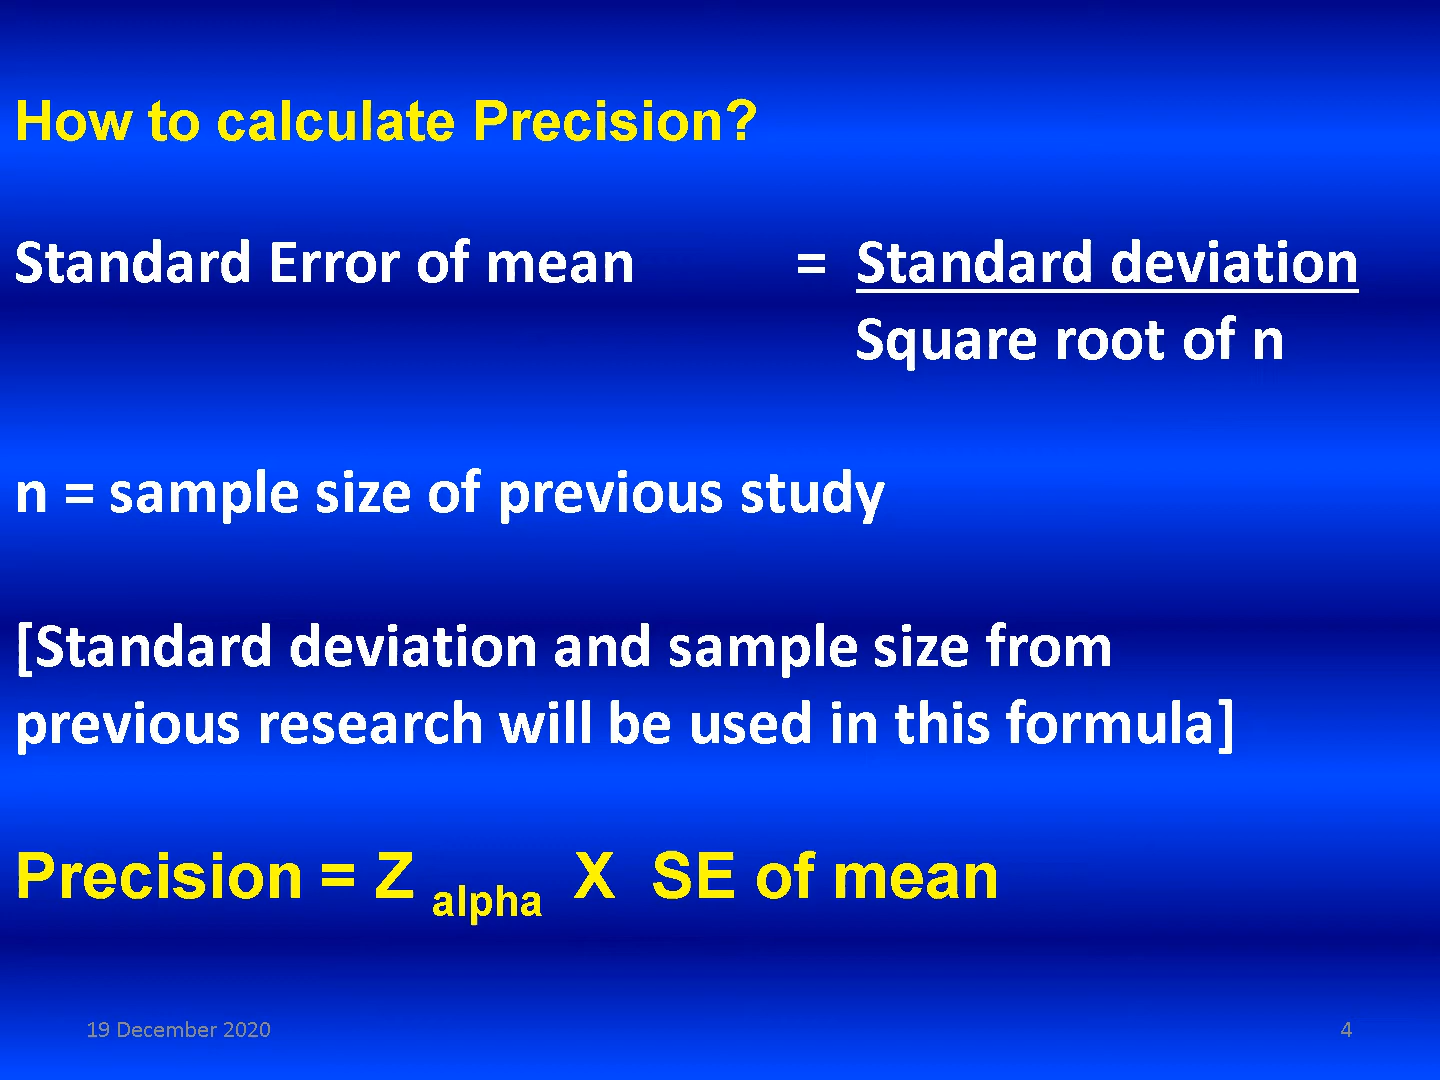 How to calculate Precision?
Standard Error of mean = Standard deviation
Square root of n
n = sample size of previous study
[Standard deviation and sample size from
previous research will be used in this formula]
Precision = Z alpha X SE of mean
19 December 2020 4